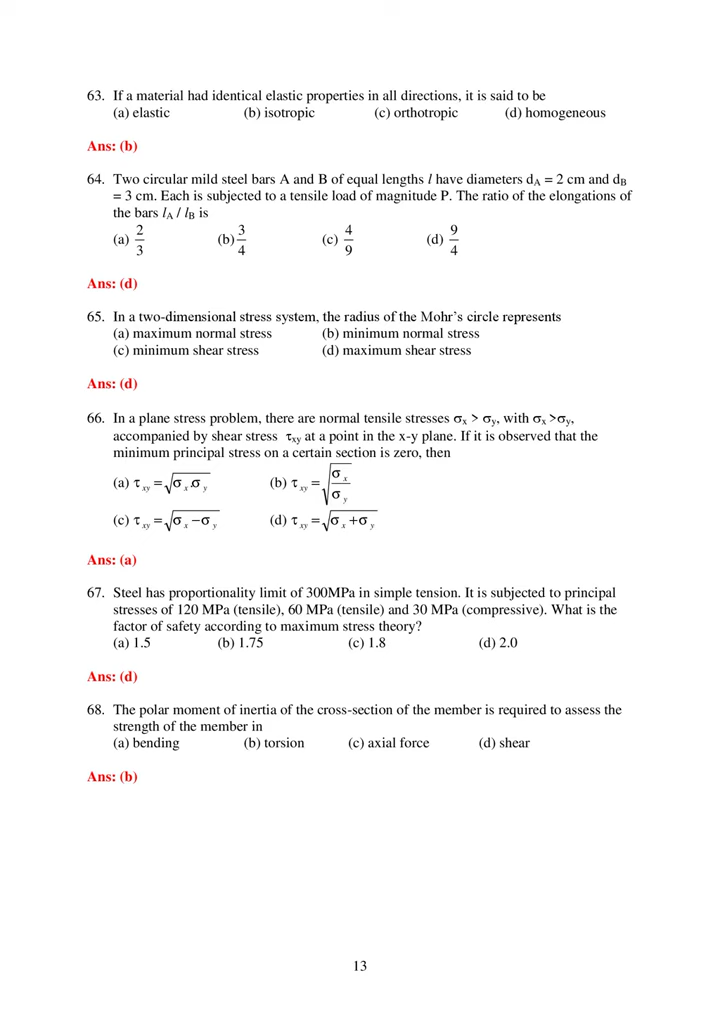 63. If a material had identical elastic properties in all directions, it is said to be
(a) elastic (b) isotropic (c) orthotropic (d) homogeneous
Ans: (b)
64. Two circular mild steel bars A and B of equal lengths l have diameters dA = 2 cm and dB
= 3 cm. Each is subjected to a tensile load of magnitude P. The ratio of the elongations of
the bars lA / lB is
(a) 2/3 (b) 3/4 (c) 4/9 (d) 9/4
Ans: (d)
65. In a two-dimensional stress system, the radius of the Mohr’s circle represents
(a) maximum normal stress (b) minimum normal stress
(c) minimum shear stress (d) maximum shear stress
Ans: (d)
66. In a plane stress problem, there are normal tensile stresses σx > σy, with σx >σy,
accompanied by shear stress τxy at a point in the x-y plane. If it is observed that the
minimum principal stress on a certain section is zero, then
(a) τxy = √(σx.σy) (b) τxy = √(σx/σy)
(c) τxy = √(σx − σy) (d) τxy = √(σx + σy)
Ans: (a)
67. Steel has proportionality limit of 300MPa in simple tension. It is subjected to principal
stresses of 120 MPa (tensile), 60 MPa (tensile) and 30 MPa (compressive). What is the
factor of safety according to maximum stress theory?
(a) 1.5 (b) 1.75 (c) 1.8 (d) 2.0
Ans: (d)
68. The polar moment of inertia of the cross-section of the member is required to assess the
strength of the member in
(a) bending (b) torsion (c) axial force (d) shear
Ans: (b)
13